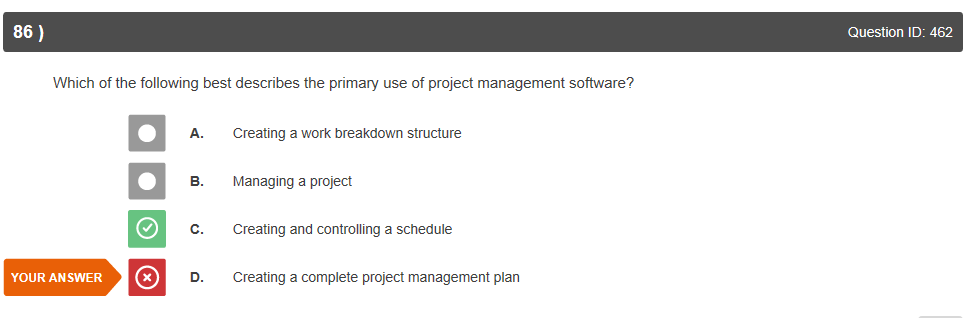 86 )
Question ID: 462
Which of the following best describes the primary use of project management software?
A. Creating a work breakdown structure
B. Managing a project
C. Creating and controlling a schedule
YOUR ANSWER D. Creating a complete project management plan